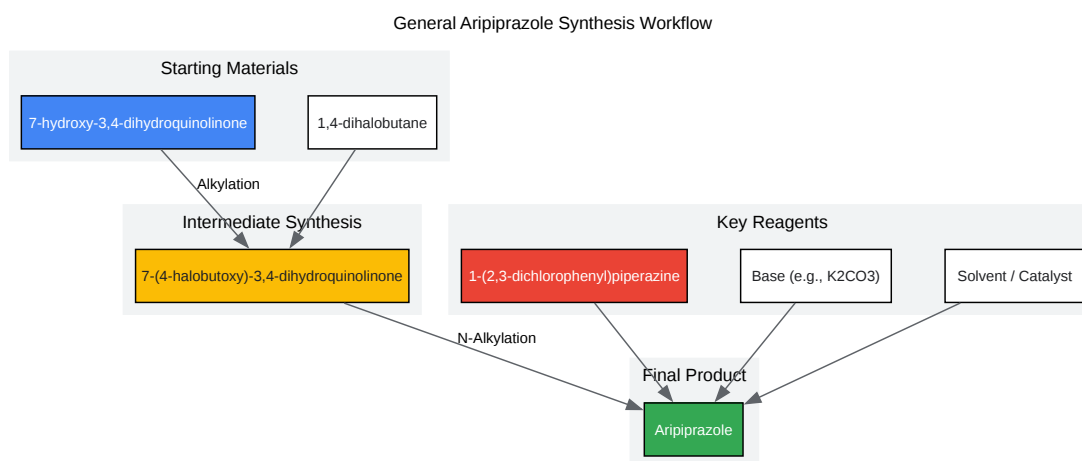 General Aripiprazole Synthesis Workflow
Starting Materials
7-hydroxy-3,4-dihydroquinolinone
1,4-dihalobutane
Alkylation
Intermediate Synthesis
Key Reagents
7-(4-halobutoxy)-3,4-dihydroquinolinone
1-(2,3-dichlorophenyl)piperazine
Base (e.g., K2CO3)
Solvent / Catalyst
N-Alkylation
Final Product
Aripiprazole